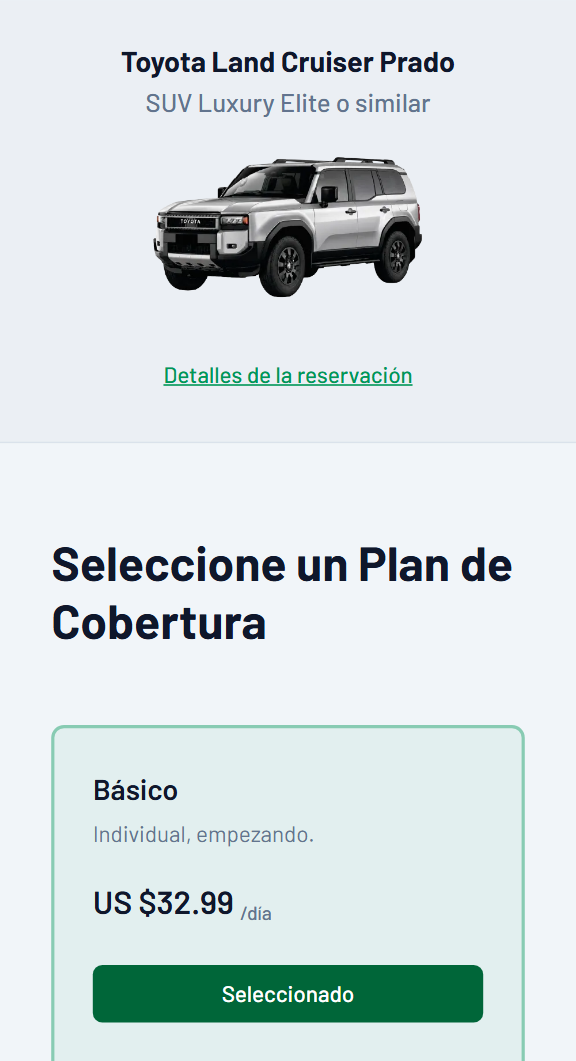 Toyota Land Cruiser Prado
SUV Luxury Elite o similar
TOYOTA
Detalles de la reservación
Seleccione un Plan de
Cobertura
Básico
Individual, empezando.
US $32.99 /día
Seleccionado